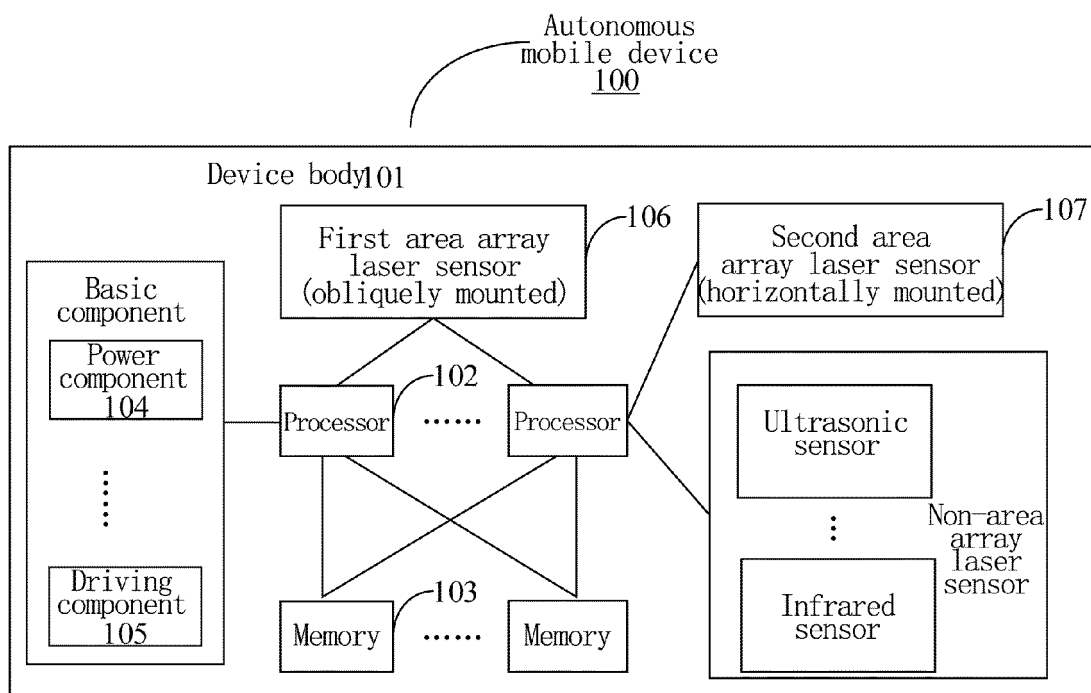 Autonomous
mobile device
100
Device body101
106
107
First area array
laser sensor
(obliquely mounted)
Second area
array laser sensor
(horizontally mounted)
Basic
component
Power
component
104
......
Driving
component
105
102
Processor
......
Processor
103
Memory
......
Memory
Ultrasonic
sensor
...
Infrared
sensor
Non-area
array
laser
sensor